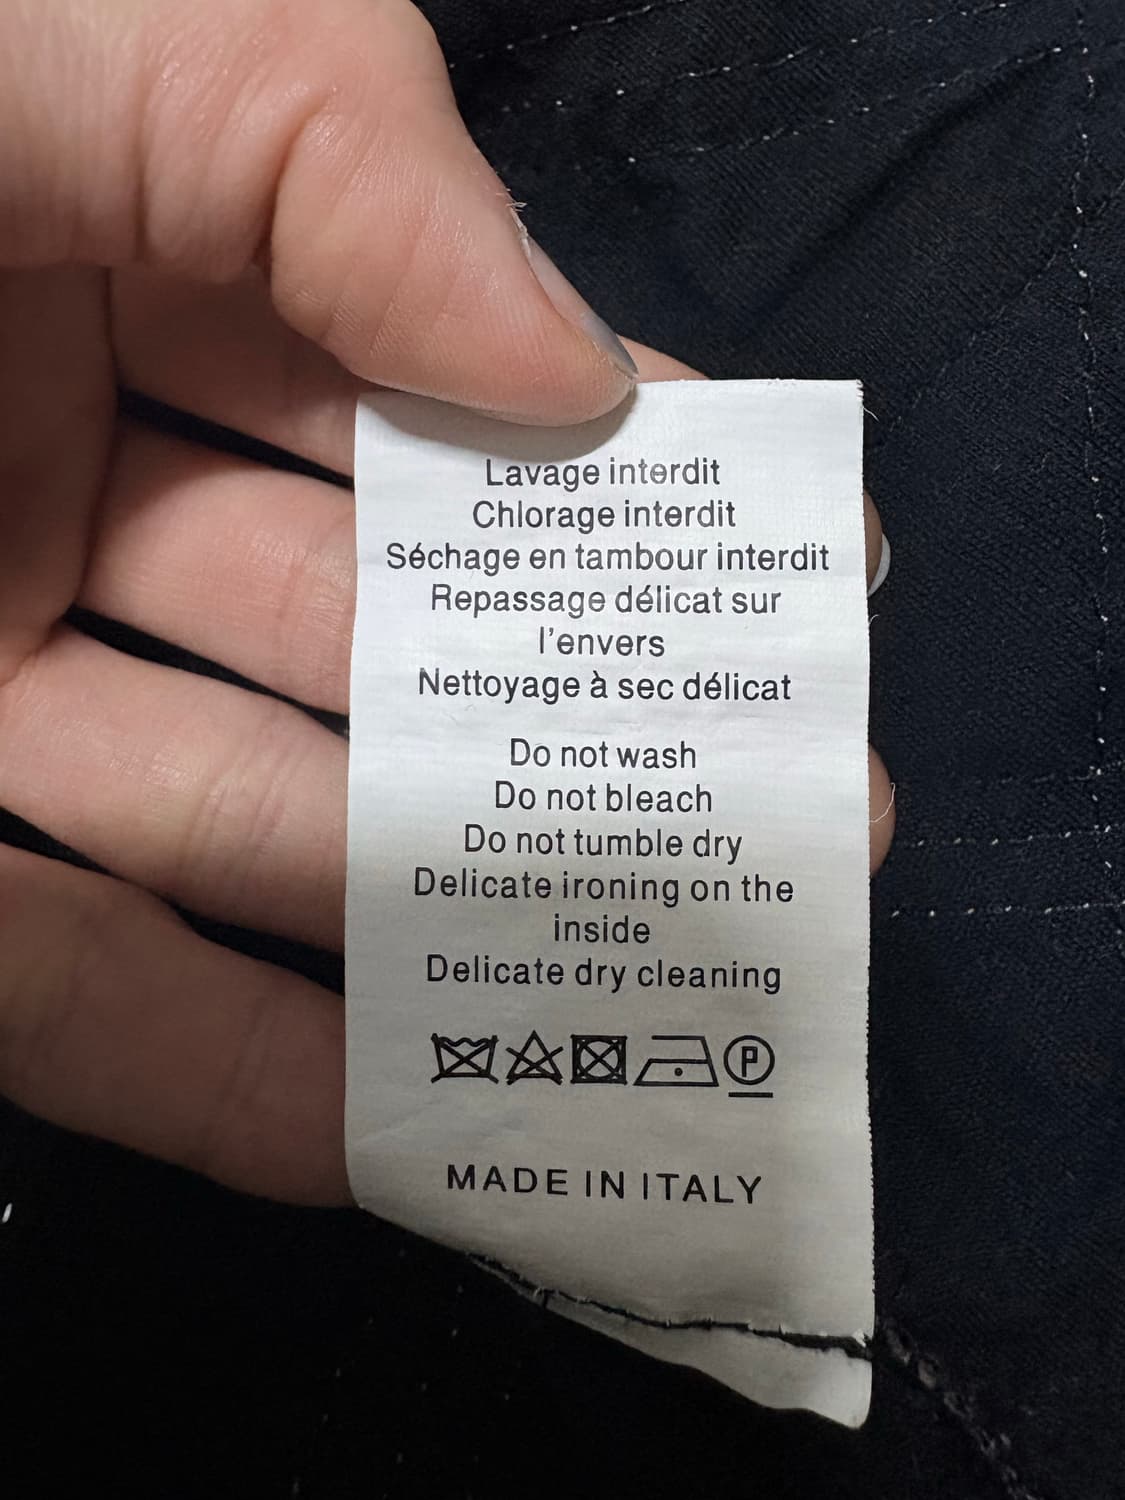 Lavage interdit
Chlorage interdit
Séchage en tambour interdit
Repassage délicat sur
l'envers
Nettoyage à sec délicat
Do not wash
Do not bleach
Do not tumble dry
Delicate ironing on the
inside
Delicate dry cleaning
P
MADE IN ITALY